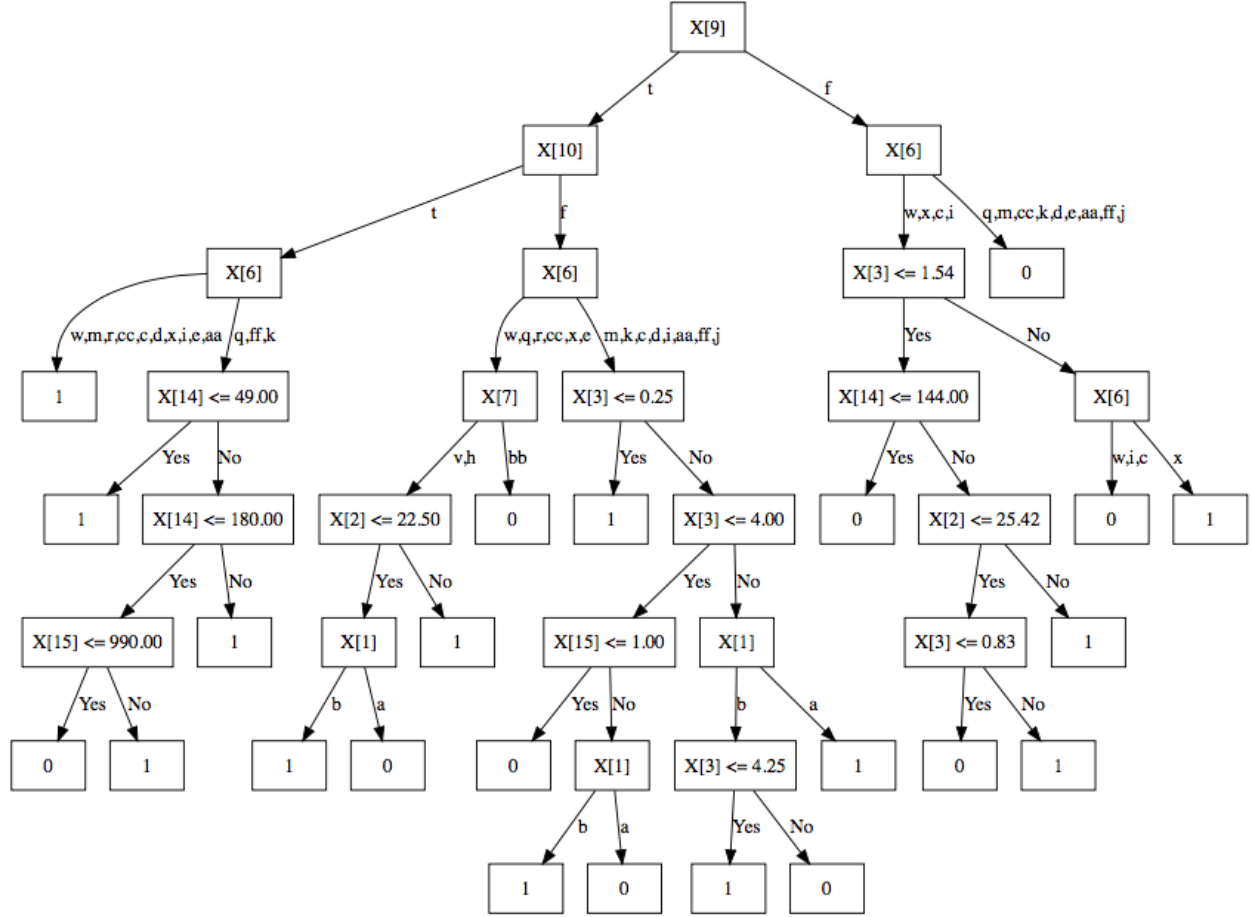 X[9]
t
f
X[10]
X[6]
t
f
w,x,c,i
q,m,cc,k,d,e,aa,ff,j
X[6]
X[6]
X[3] <= 1.54
0
w,m,r,cc,c,d,x,i,e,aa
q,ff,k
w,q,r,cc,x,e
m,k,c,d,i,aa,ff,j
Yes
No
1
X[14] <= 49.00
X[7]
X[3] <= 0.25
X[14] <= 144.00
X[6]
Yes
No
v,h
bb
Yes
No
Yes
No
w,i,c
x
1
X[14] <= 180.00
X[2] <= 22.50
0
1
X[3] <= 4.00
0
X[2] <= 25.42
0
1
Yes
No
Yes
No
Yes
No
Yes
No
X[15] <= 990.00
1
X[1]
1
X[15] <= 1.00
X[1]
X[3] <= 0.83
1
Yes
No
b
a
Yes
No
b
a
Yes
No
0
1
1
0
0
X[1]
X[3] <= 4.25
1
0
1
b
a
Yes
No
1
0
1
0